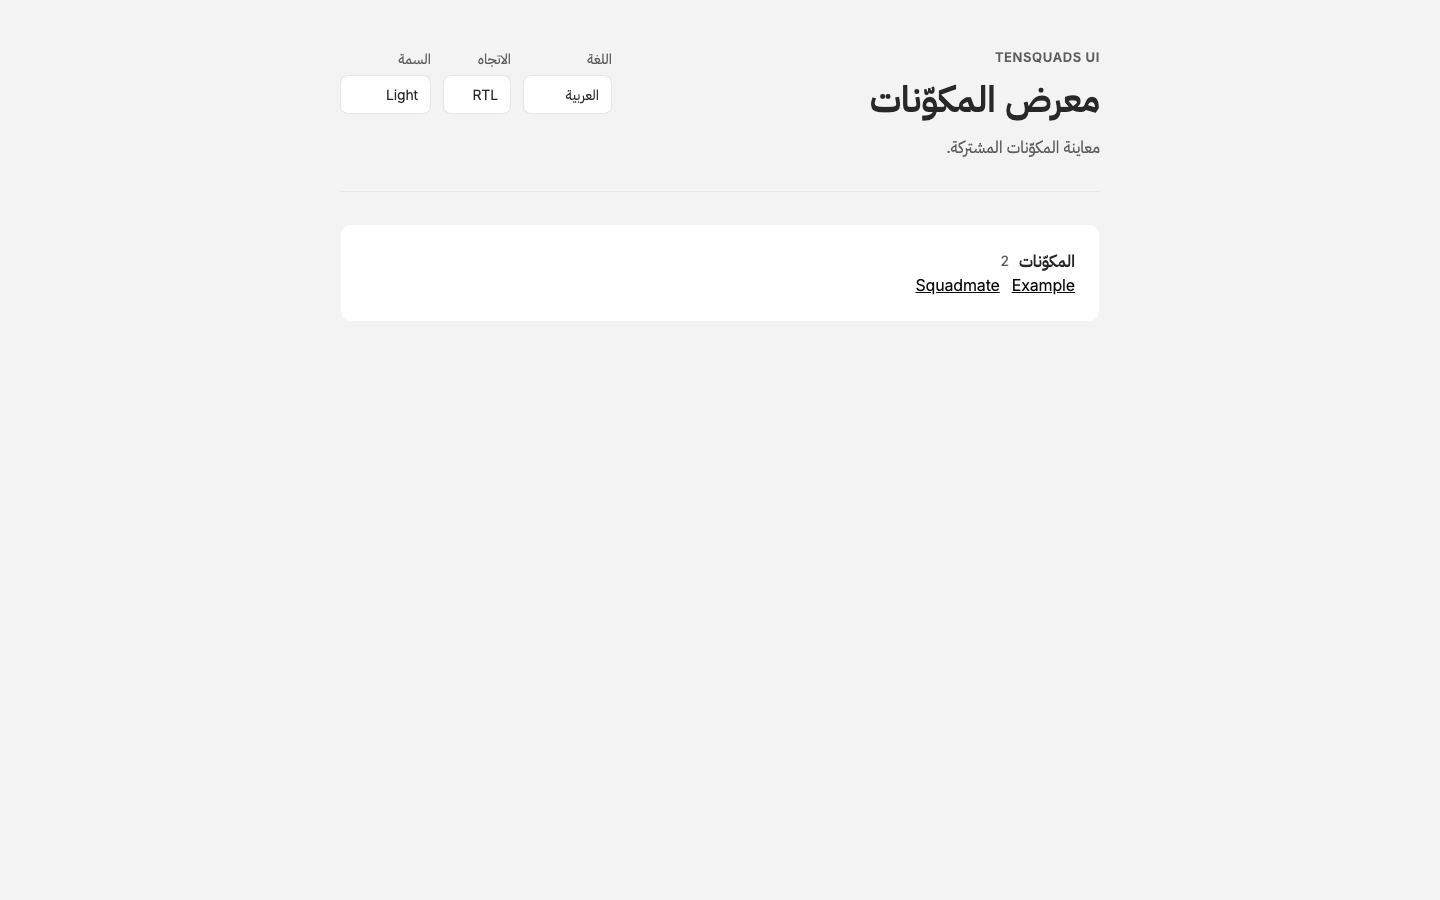 TENSQUADS UI
معرض المكوّنات
معاينة المكوّنات المشتركة.
اللغة
العربية
الاتجاه
RTL
السمة
Light
المكوّنات 2
Example Squadmate